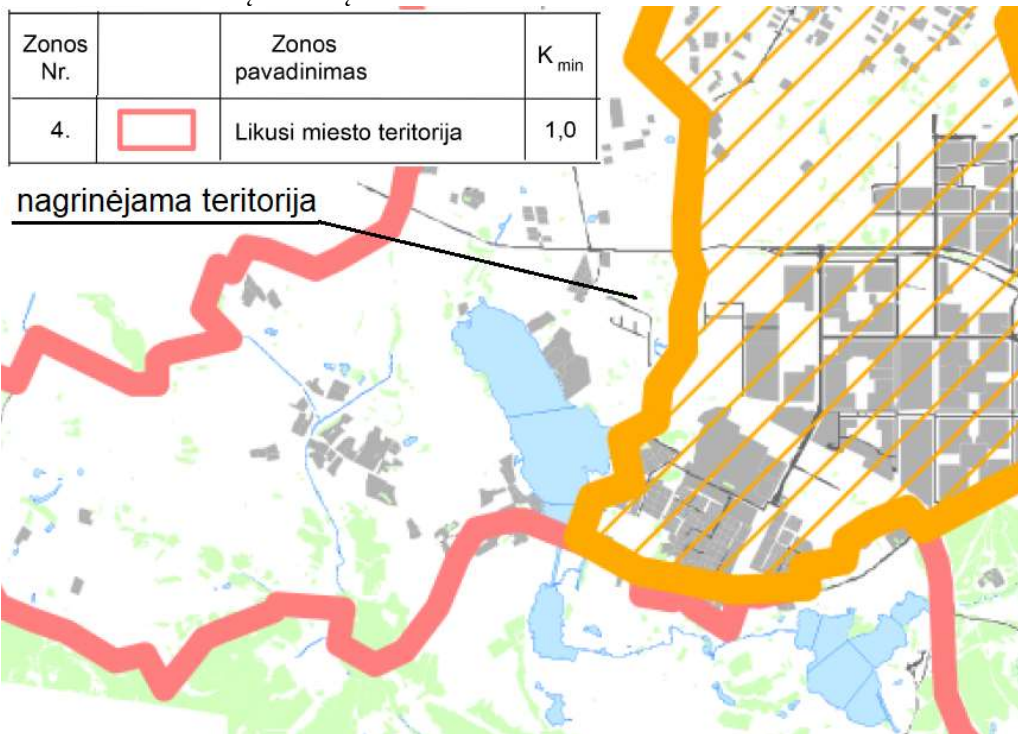 Zonos
Nr.
Zonos
pavadinimas
K min
4.
Likusi miesto teritorija
1,0
nagrinėjama teritorija